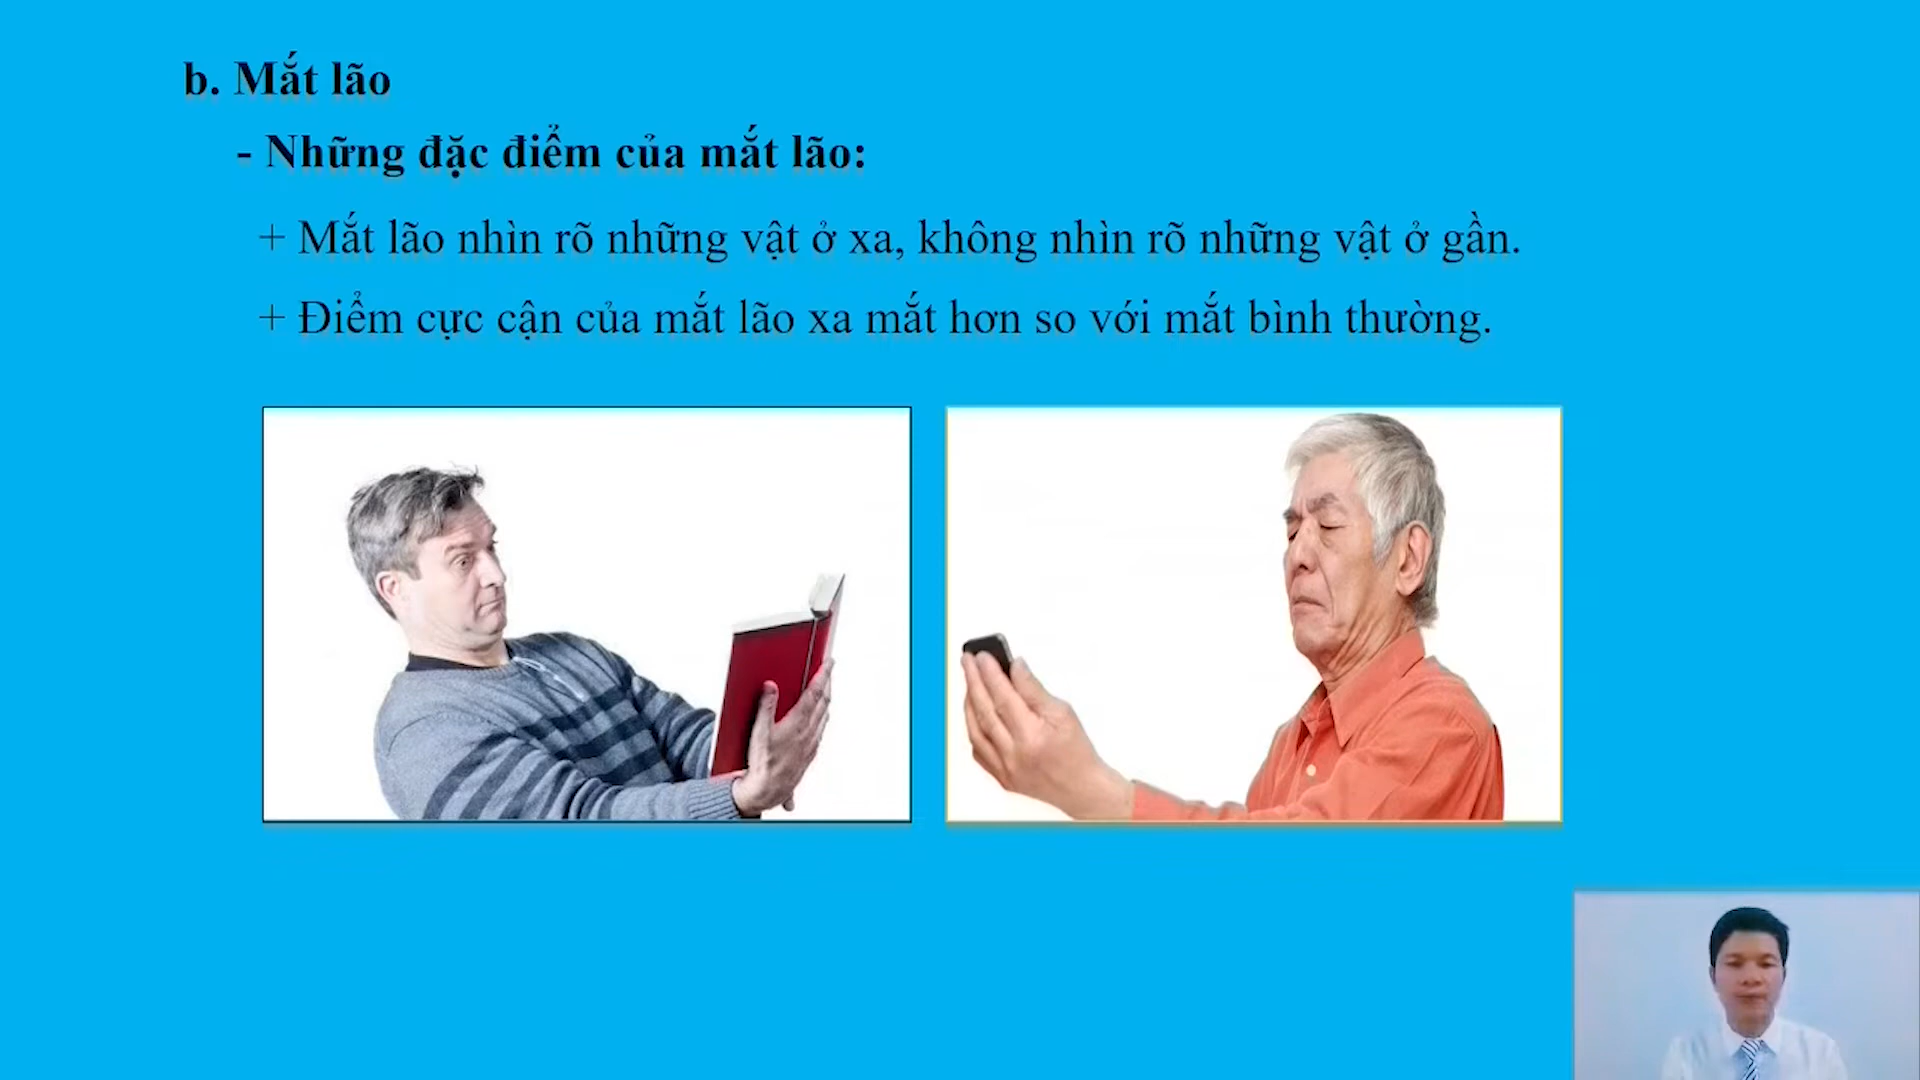 b. Mắt lão
- Những đặc điểm của mắt lão:
+ Mắt lão nhìn rõ những vật ở xa, không nhìn rõ những vật ở gần.
+ Điểm cực cận của mắt lão xa mắt hơn so với mắt bình thường.